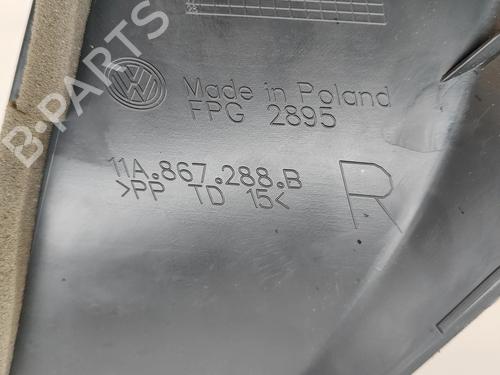 Made in Poland
FPG 2895
11A.867.288.B
>PP TD 15<
R
B-PARTS